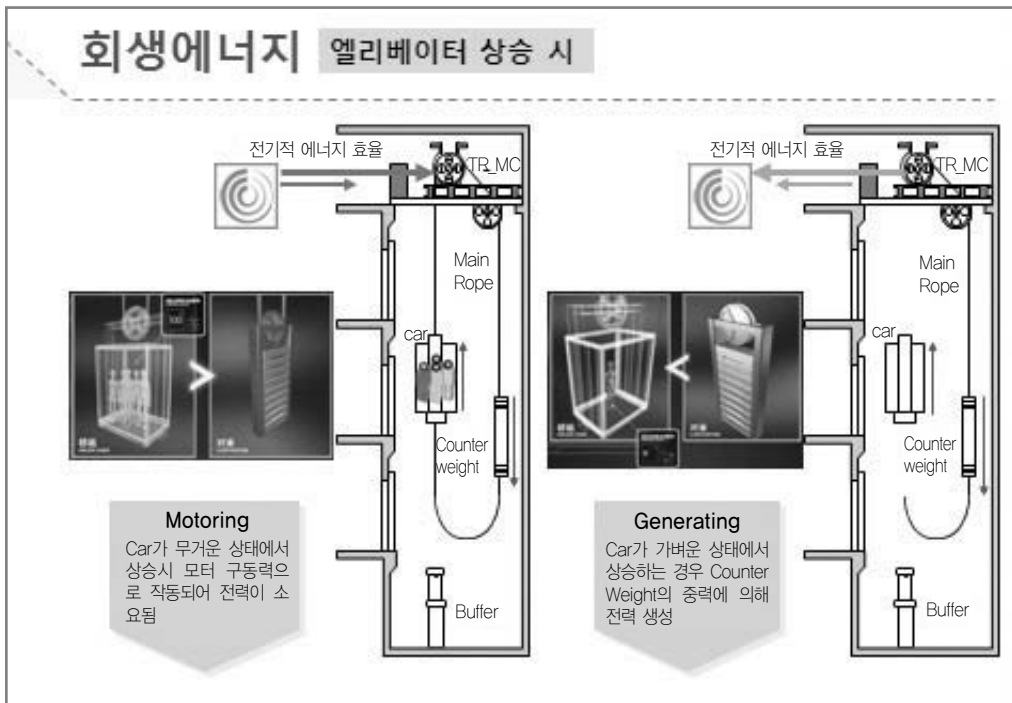 회생에너지 엘리베이터 상승 시
전기적 에너지 효율
TR_MC
Main
Rope
car
Counter
weight
Buffer
Motoring
Car가 무거운 상태에서
상승시 모터 구동력으
로 작동되어 전력이 소
요됨
전기적 에너지 효율
TR_MC
Main
Rope
car
Counter
weight
Buffer
Generating
Car가 가벼운 상태에서
상승하는 경우 Counter
Weight의 중력에 의해
전력 생성